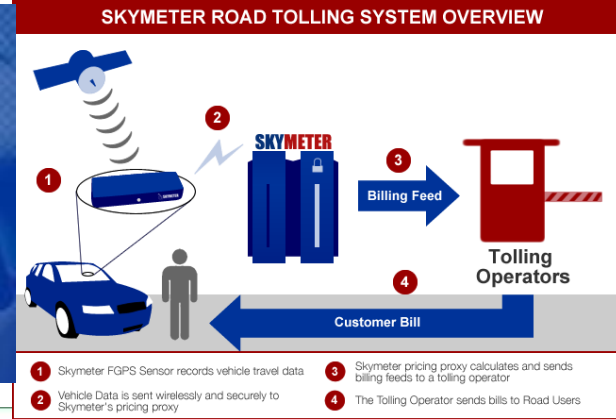 SKYMETER ROAD TOLLING SYSTEM OVERVIEW
2
SKYMETER
3
1
Billing Feed
Tolling
Operators
4
Customer Bill
1 Skymeter FGPS Sensor records vehicle travel data
2 Vehicle Data is sent wirelessly and securely to
Skymeter's pricing proxy
3 Skymeter pricing proxy calculates and sends
billing feeds to a tolling operator
4 The Tolling Operator sends bills to Road Users